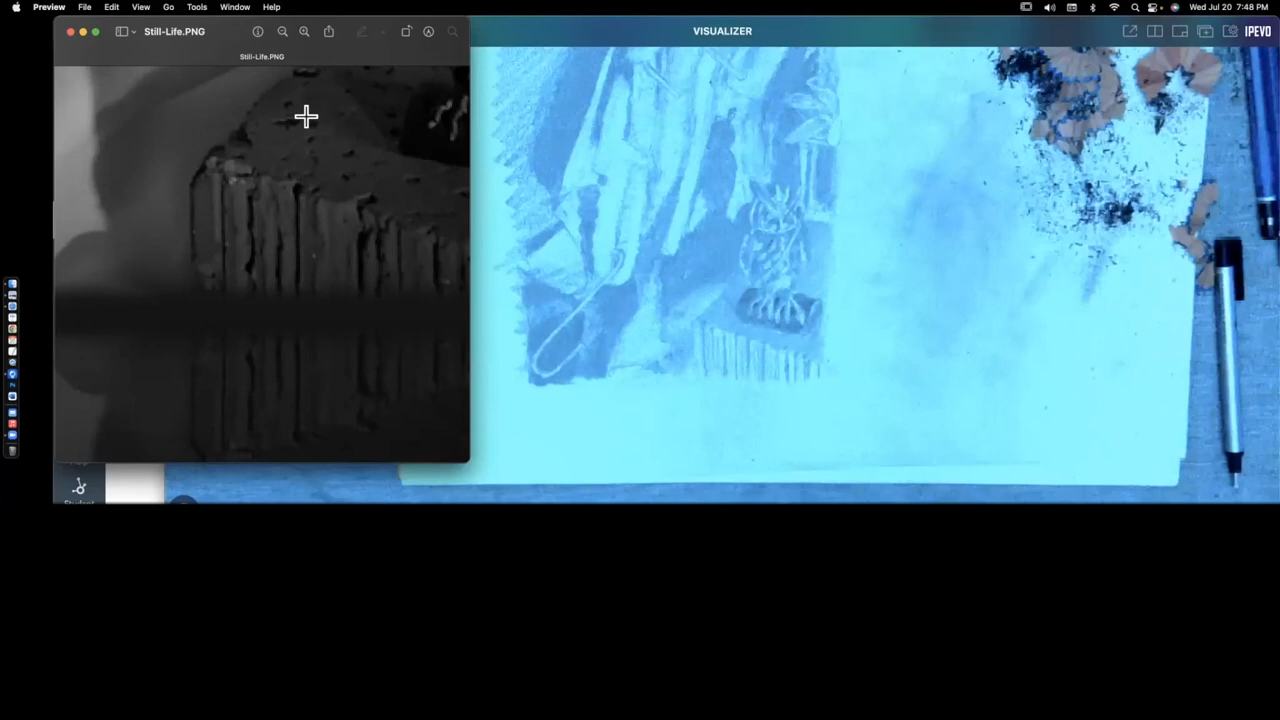 Preview File Edit View Go Tools Window Help Wed Jul 20 7:48 PM
Still-Life.PNG VISUALIZER IPEVO
Still-Life.PNG